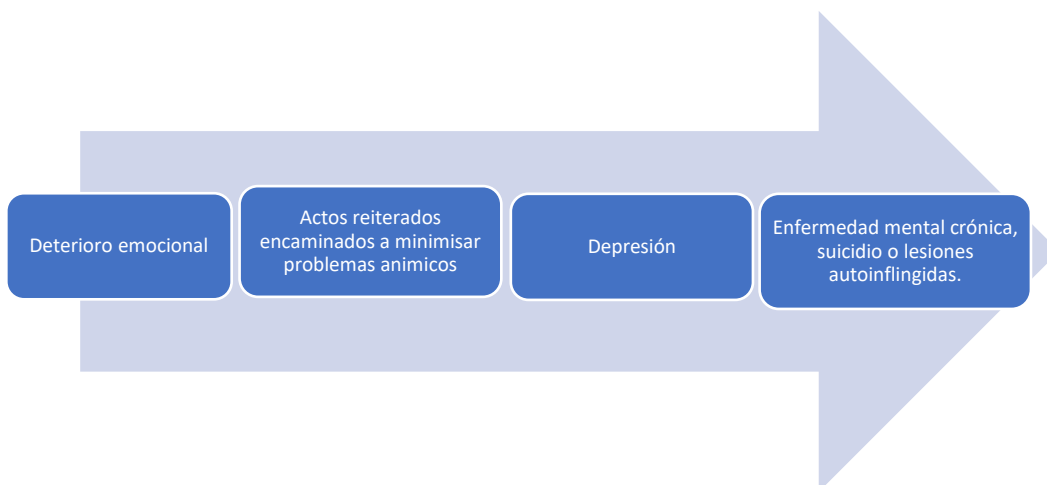 Deterioro emocional
Actos reiterados
encaminados a minimisar
problemas animicos
Depresión
Enfermedad mental crónica,
suicidio o lesiones
autoinflingidas.